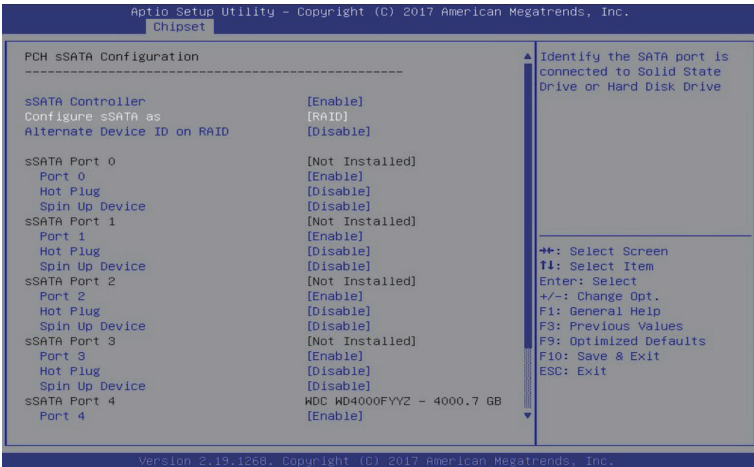 Aptio Setup Utility – Copyright (C) 2017 American Megatrends, Inc.
Chipset
PCH sSATA Configuration
--------------------------------------------------
sSATA Controller [Enable]
Configure sSATA as [RAID]
Alternate Device ID on RAID [Disable]
sSATA Port 0 [Not Installed]
Port 0 [Enable]
Hot Plug [Disable]
Spin Up Device [Disable]
sSATA Port 1 [Not Installed]
Port 1 [Enable]
Hot Plug [Disable]
Spin Up Device [Disable]
sSATA Port 2 [Not Installed]
Port 2 [Enable]
Hot Plug [Disable]
Spin Up Device [Disable]
sSATA Port 3 [Not Installed]
Port 3 [Enable]
Hot Plug [Disable]
Spin Up Device [Disable]
sSATA Port 4 WDC WD4000FYYZ - 4000.7 GB
Port 4 [Enable]
Identify the SATA port is
connected to Solid State
Drive or Hard Disk Drive
→←: Select Screen
↑↓: Select Item
Enter: Select
+/-: Change Opt.
F1: General Help
F3: Previous Values
F9: Optimized Defaults
F10: Save & Exit
ESC: Exit
Version 2.19.1268. Copyright (C) 2017 American Megatrends, Inc.